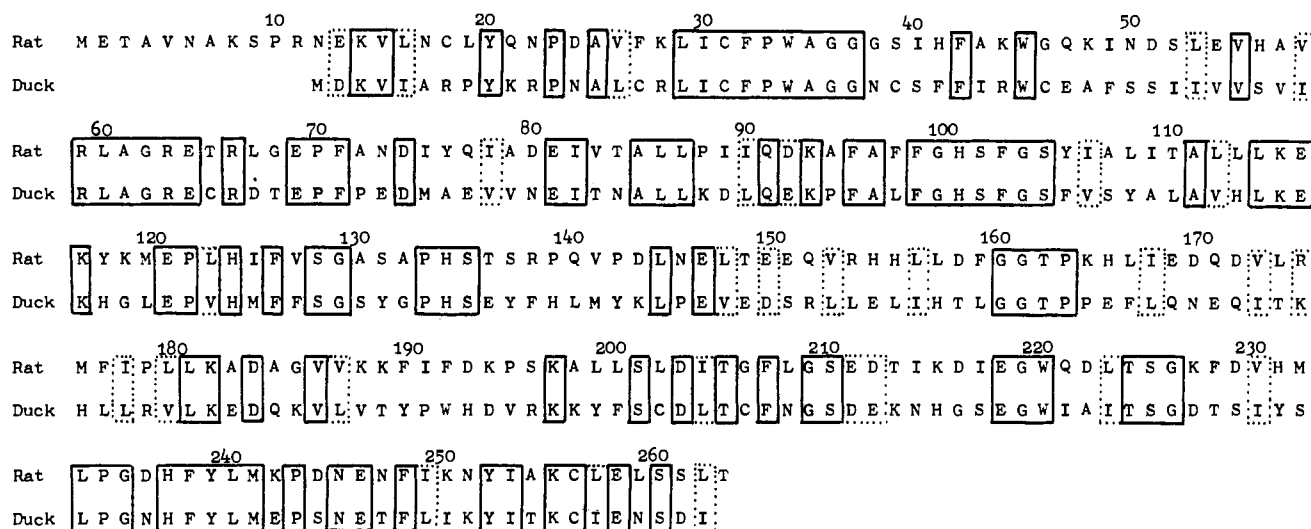 10 20 30 40 50
Rat M E T A V N A K S P R N E K V L N C L Y Q N P D A V F K L I C F P W A G G G S I H F A K W G Q K I N D S L E V H A V
Duck M D K V I A R P Y K R P N A L C R L I C F P W A G G N C S F F I R W C E A F S S I I V V S V I
60 70 80 90 100 110
Rat R L A G R E T R L G E P F A N D I Y Q I A D E I V T A L L P I I Q D K A F A F F G H S F G S Y I A L I T A L L L K E
Duck R L A G R E C R D T E P F P E D M A E V V N E I T N A L L K D L Q E K P F A L F G H S F G S F V S Y A L A V H L K E
120 130 140 150 160 170
Rat K Y K M E P L H I F V S G A S A P H S T S R P Q V P D L N E L T E E Q V R H H L L D F G G T P K H L I E D Q D V L R
Duck K H G L E P V H M F F S G S Y G P H S E Y F H L M Y K L P E V E D S R L L E L I H T L G G T P P E F L Q N E Q I T K
180 190 200 210 220 230
Rat M F I P L L K A D A G V V K K F I F D K P S K A L L S L D I T G F L G S E D T I K D I E G W Q D L T S G K F D V H M
Duck H L L R V L K E D Q K V L V T Y P W H D V R K K Y F S C D L T C F N G S D E K N H G S E G W I A I T S G D T S I Y S
240 250 260
Rat L P G D H F Y L M K P D N E N F I K N Y I A K C L E L S S L T
Duck L P G N H F Y L M E P S N E T F L I K Y I T K C I E N S D I